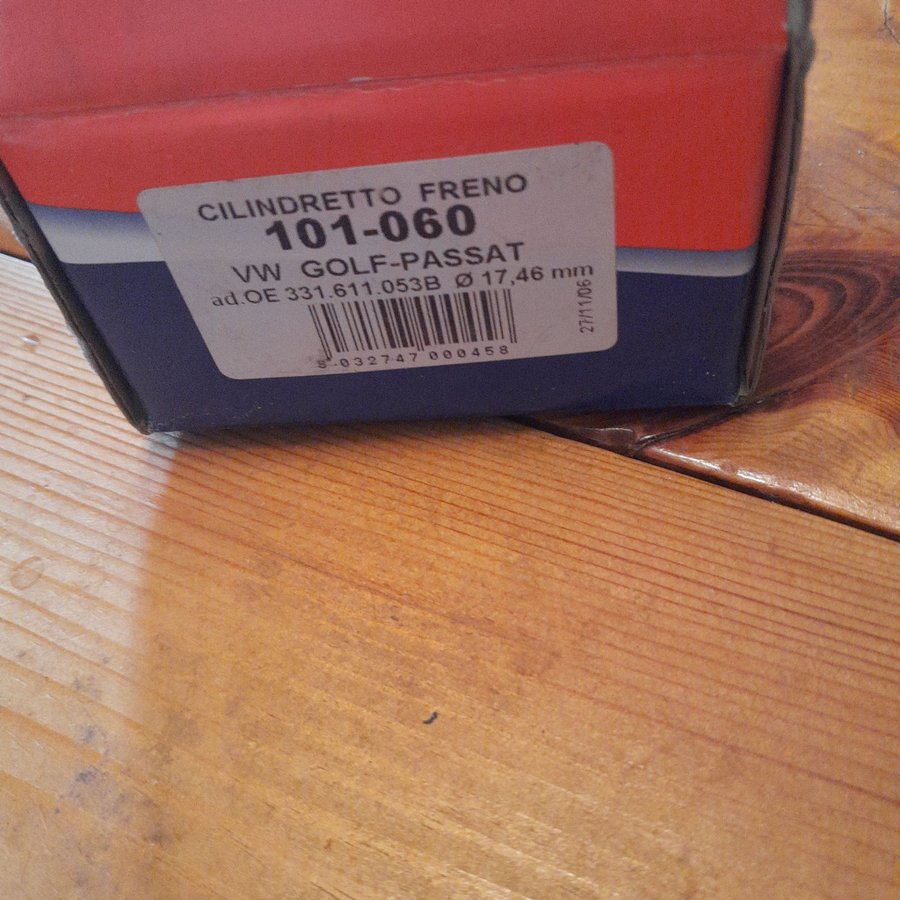 CILINDRETTO FRENO
101-060
VW GOLF-PASSAT
ad.OE 331.611.053B Ø 17,46 mm
27/11/06
8 032747 000458